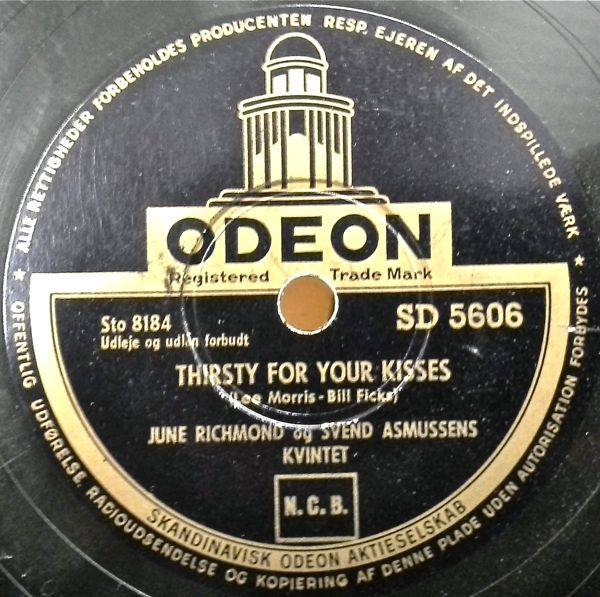 ALLE RETTIGHEDER FORBEHOLDES PRODUCENTEN RESP. EJEREN AF DET INDSPILLEDE VÆRK
ODEON
Registered Trade Mark
Sto 8184
SD 5606
Udleje og udlån forbudt
THIRSTY FOR YOUR KISSES
(Lee Morris - Bill Ficks)
JUNE RICHMOND og SVEND ASMUSSENS
KVINTET
N.C.B.
SKANDINAVISK ODEON AKTIESELSKAB
★ OFFENTLIG UDFØRELSE, RADIOUDSENDELSE OG KOPIERING AF DENNE PLADE UDEN AUTORISATION FORBYDES ★